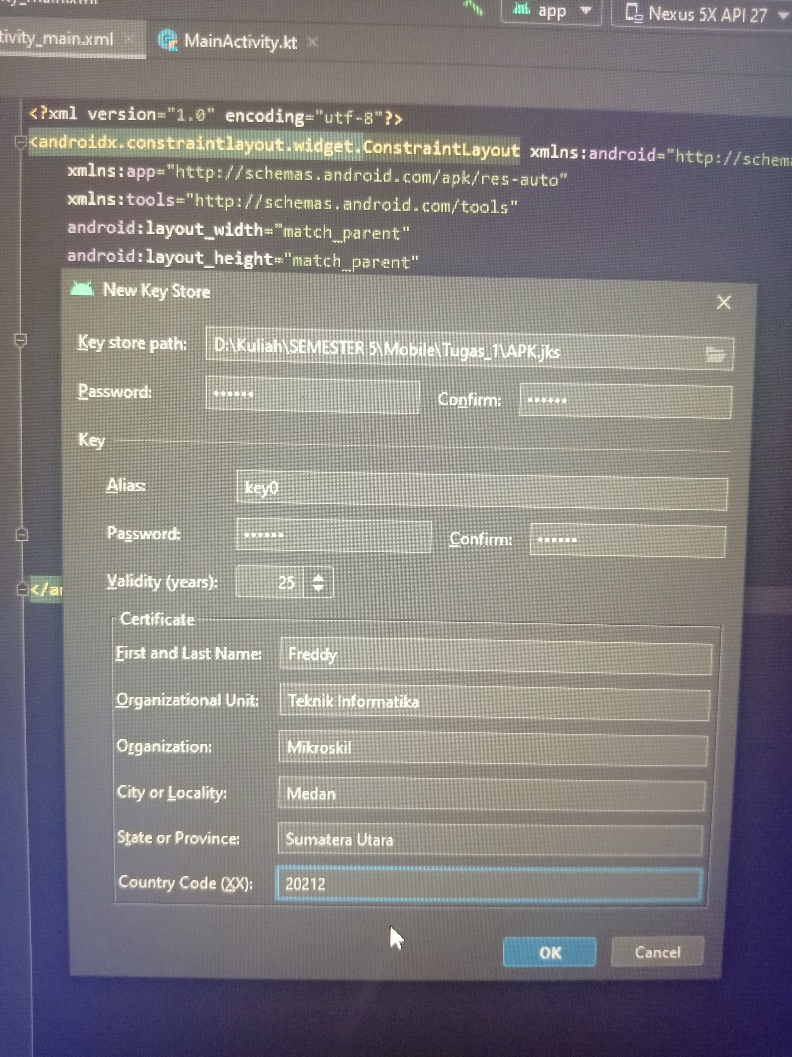 app
Nexus 5X API 27
tivity_main.xml
MainActivity.kt
<?xml version="1.0" encoding="utf-8"?>
<androidx.constraintlayout.widget.ConstraintLayout xmlns:android="http://schema
xmlns:app="http://schemas.android.com/apk/res-auto"
xmlns:tools="http://schemas.android.com/tools"
android:layout_width="match_parent"
android:layout_height="match_parent"
New Key Store
Key store path: D:\Kuliah\SEMESTER 5\Mobile\Tugas_1\APK.jks
Password: •••••• Confirm: ••••••
Key
Alias: key0
Password: •••••• Confirm: ••••••
Validity (years): 25
</an
Certificate
First and Last Name: Freddy
Organizational Unit: Teknik Informatika
Organization: Mikroskil
City or Locality: Medan
State or Province: Sumatera Utara
Country Code (XX): 20212
OK Cancel